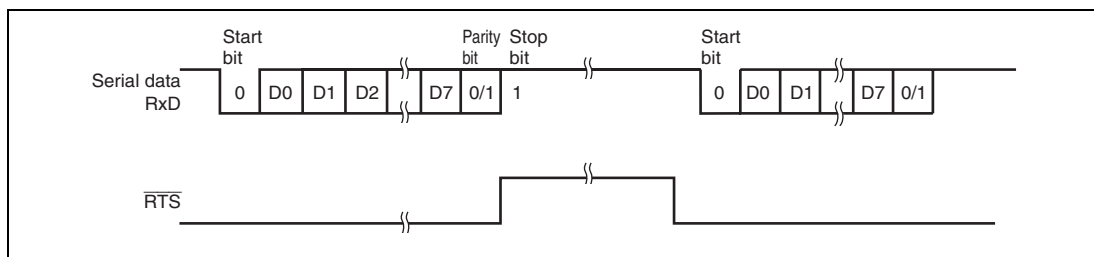 Start bit
Parity bit
Stop bit
Start bit
Serial data RxD
0 D0 D1 D2 D7 0/1 1 0 D0 D1 D7 0/1
RTS